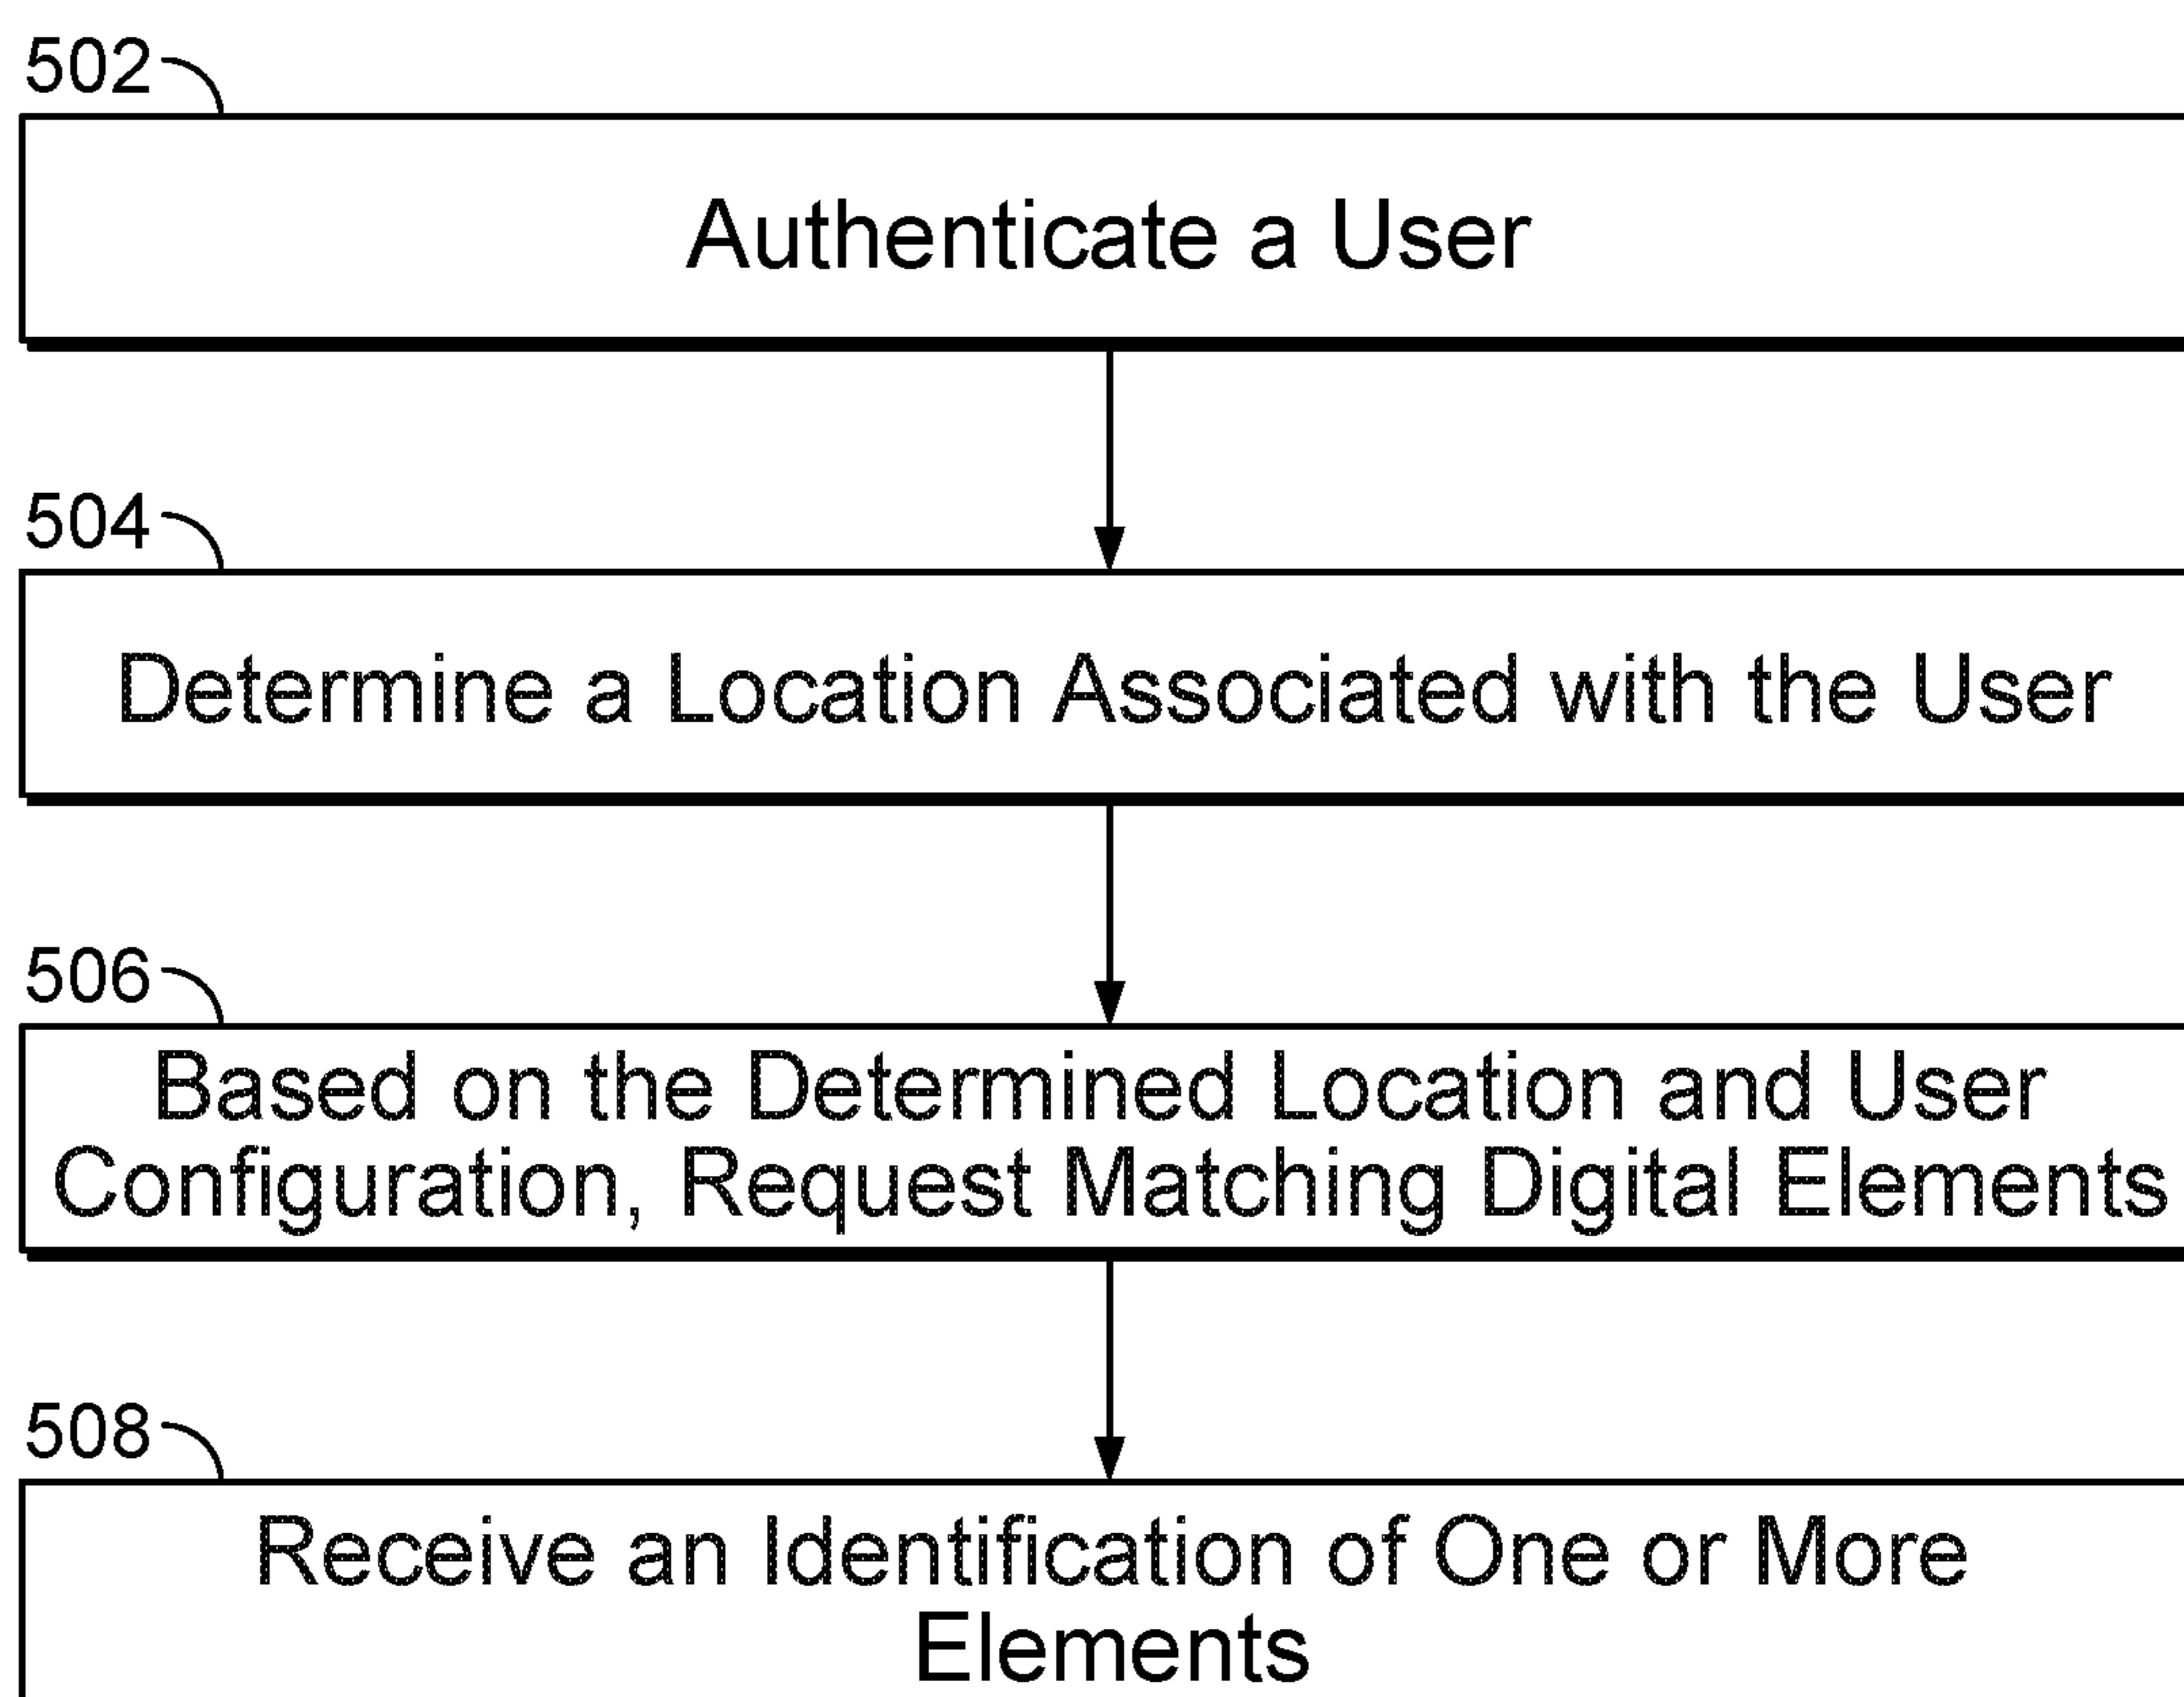 502
Authenticate a User
504
Determine a Location Associated with the User
506
Based on the Determined Location and User
Configuration, Request Matching Digital Elements
508
Receive an Identification of One or More
Elements